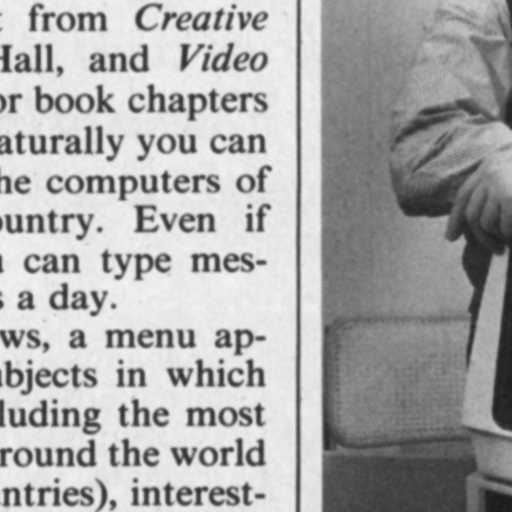 from Creative
Hall, and Video
or book chapters
aturally you can
he computers of
ountry. Even if
can type mes-
s a day.
ws, a menu ap-
bjects in which
luding the most
round the world
ntries), interest-